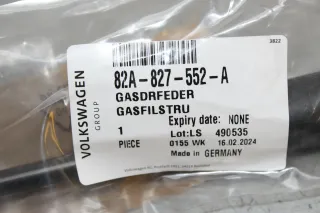 3822
VOLKSWAGEN
GROUP
82A-827-552-A
GASDRFEDER
GASFILSTRU
Expiry date: NONE
1 Lot:LS 490535
PIECE 0155 WK 16.02.2024
Made in GERMANY